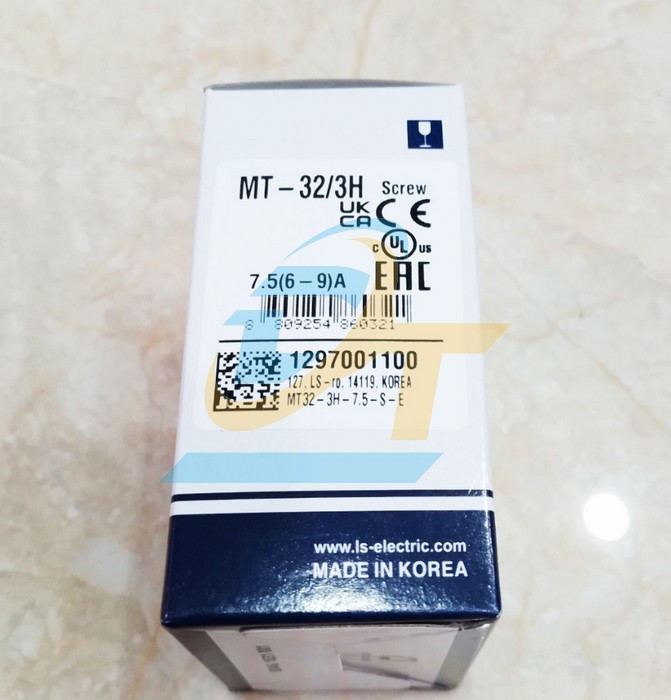 MT-32/3H Screw
UK
CA CE
C UL US
7.5(6-9)A EAC
8 809254 860321
1297001100
127, LS-ro, 14119, KOREA
MT32-3H-7.5-S-E
www.ls-electric.com
MADE IN KOREA